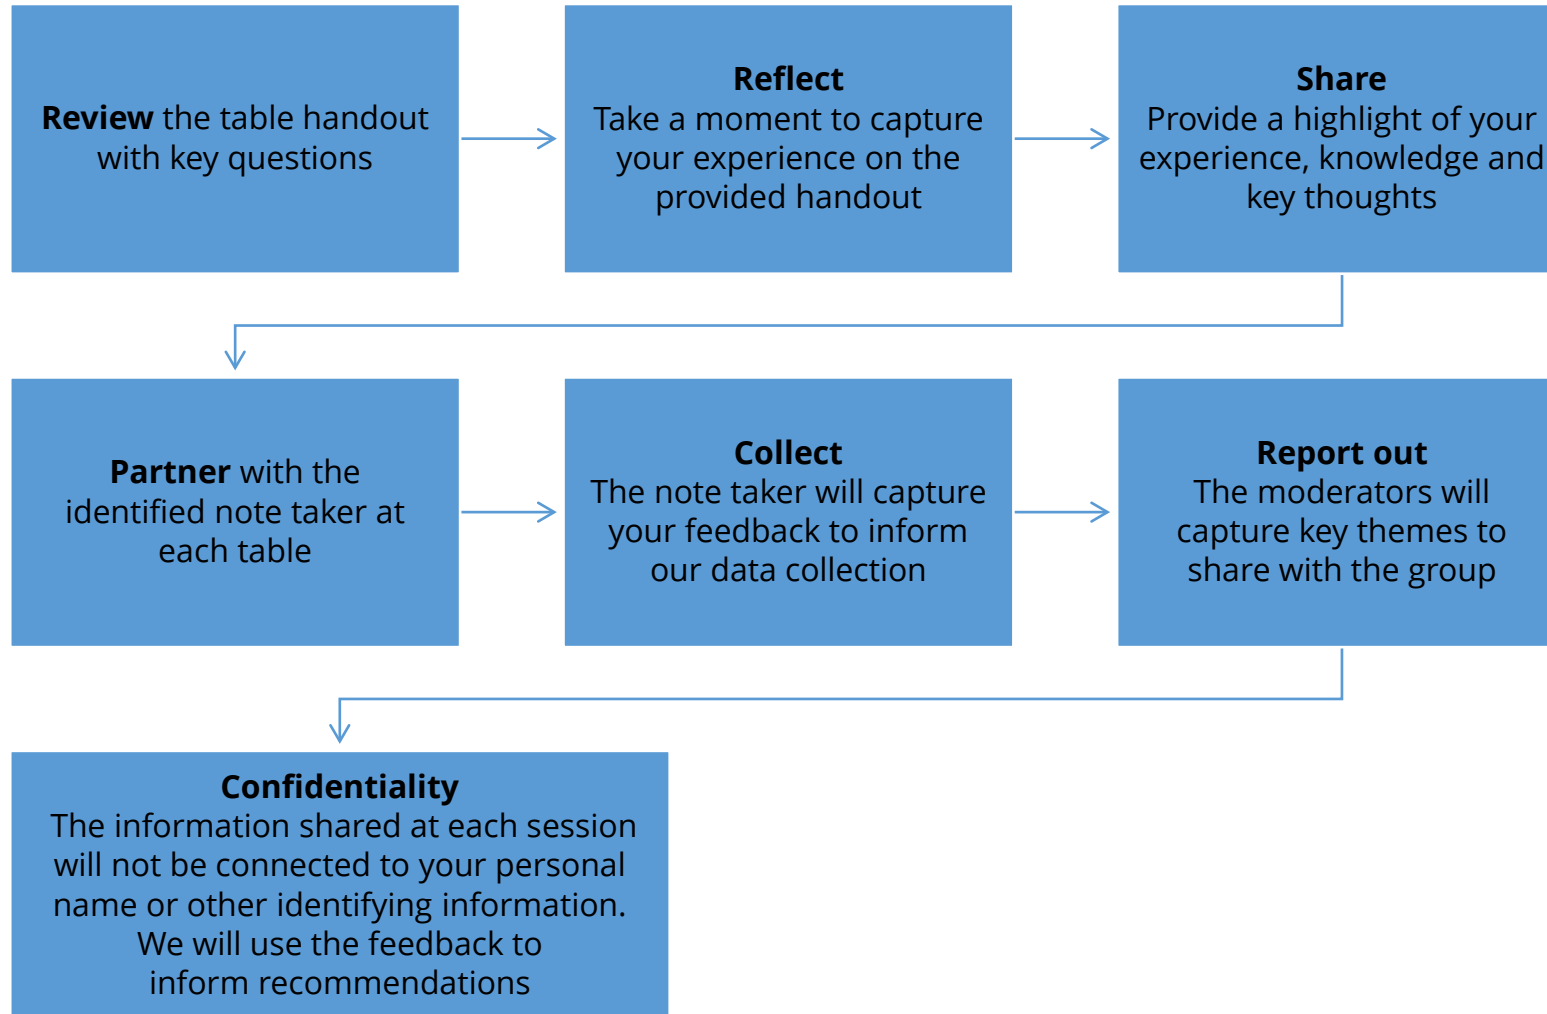 Review the table handout
with key questions
Reflect
Take a moment to capture
your experience on the
provided handout
Share
Provide a highlight of your
experience, knowledge and
key thoughts
Partner with the
identified note taker at
each table
Collect
The note taker will capture
your feedback to inform
our data collection
Report out
The moderators will
capture key themes to
share with the group
Confidentiality
The information shared at each session
will not be connected to your personal
name or other identifying information.
We will use the feedback to
inform recommendations